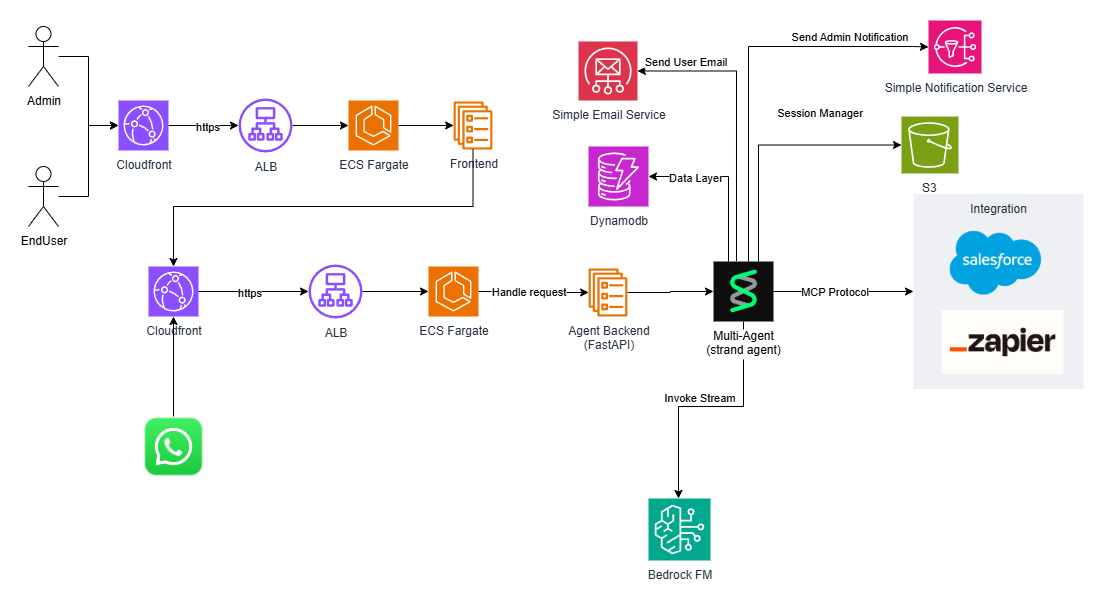 Admin
EndUser
Cloudfront
https
ALB
ECS Fargate
Frontend
Send User Email
Simple Email Service
Send Admin Notification
Simple Notification Service
Session Manager
S3
Data Layer
Dynamodb
Integration
salesforce
_zapier
Cloudfront
https
ALB
ECS Fargate
Handle request
Agent Backend
(FastAPI)
Multi-Agent
(strand agent)
MCP Protocol
Invoke Stream
Bedrock FM